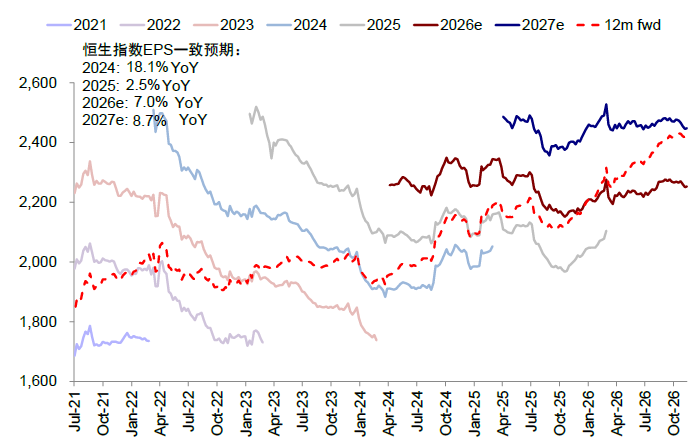 2021 2022 2023 2024 2025 2026e 2027e 12m fwd
恒生指数EPS一致预期：
2024: 18.1% YoY
2025: 2.5% YoY
2026e: 7.0% YoY
2027e: 8.7% YoY
2,600
2,400
2,200
2,000
1,800
1,600
Jul-21 Oct-21 Jan-22 Apr-22 Jul-22 Oct-22 Jan-23 Apr-23 Jul-23 Oct-23 Jan-24 Apr-24 Jul-24 Oct-24 Jan-25 Apr-25 Jul-25 Oct-25 Jan-26 Apr-26 Jul-26 Oct-26